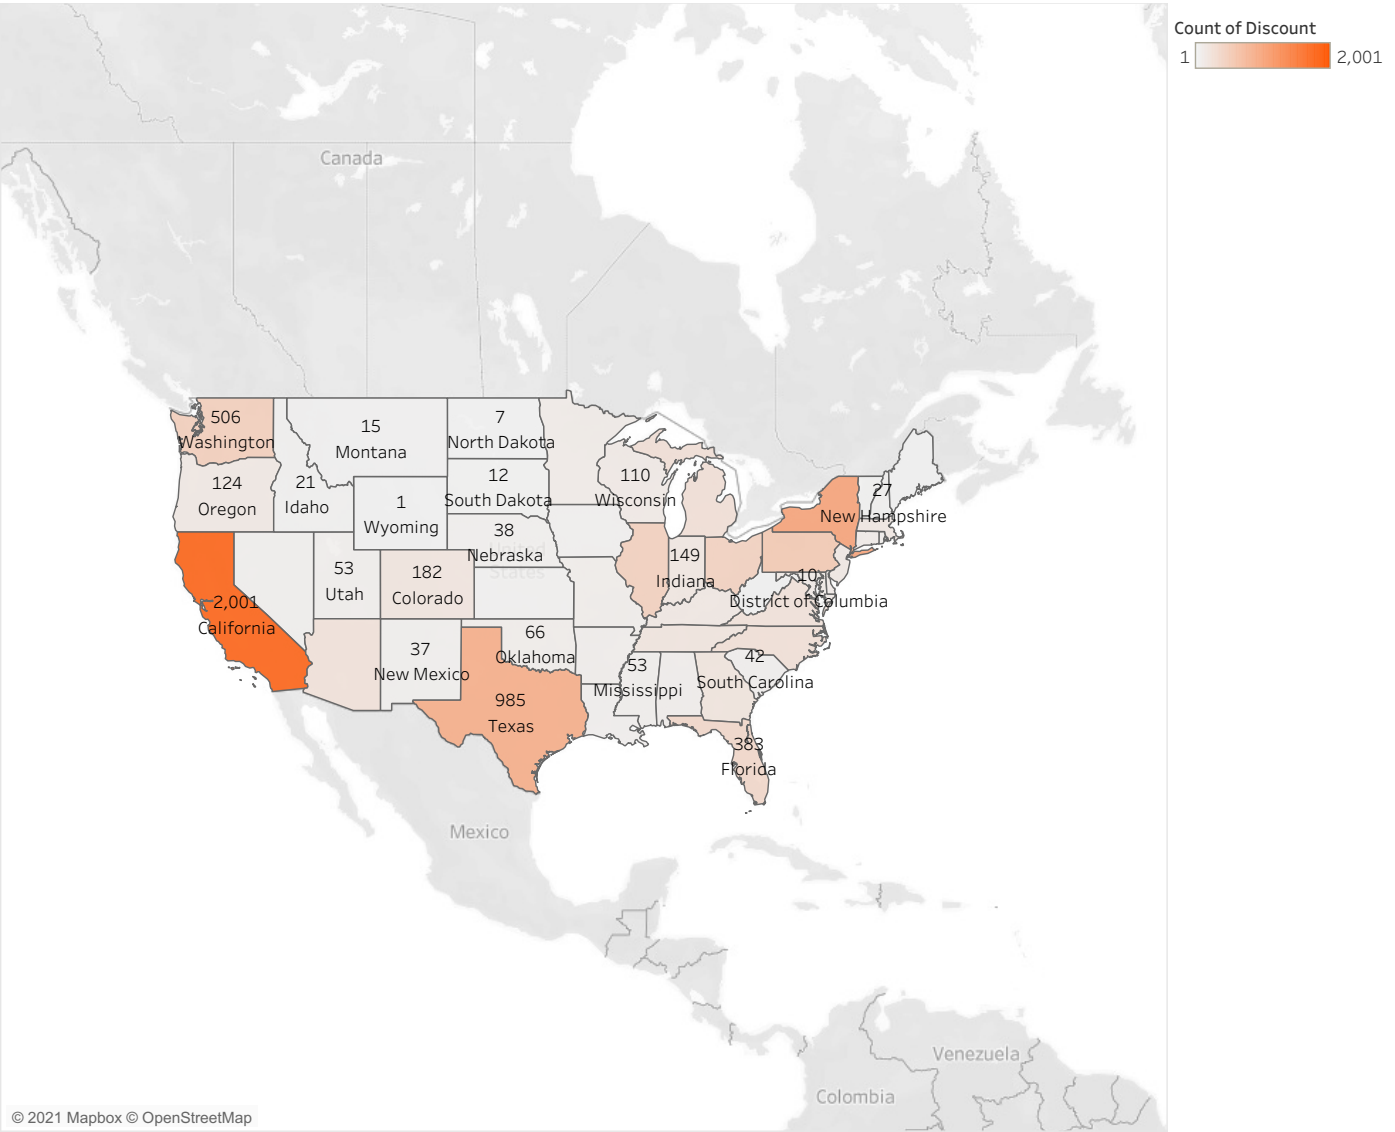 Count of Discount
1
2,001
Canada
506
Washington
15
Montana
7
North Dakota
124
Oregon
21
Idaho
12
South Dakota
110
Wisconsin
27
New Hampshire
1
Wyoming
38
Nebraska
United
States
149
Indiana
53
Utah
182
Colorado
10
District of Columbia
2,001
California
66
Oklahoma
37
New Mexico
53
Mississippi
42
South Carolina
985
Texas
383
Florida
Mexico
Venezuela
Colombia
© 2021 Mapbox © OpenStreetMap